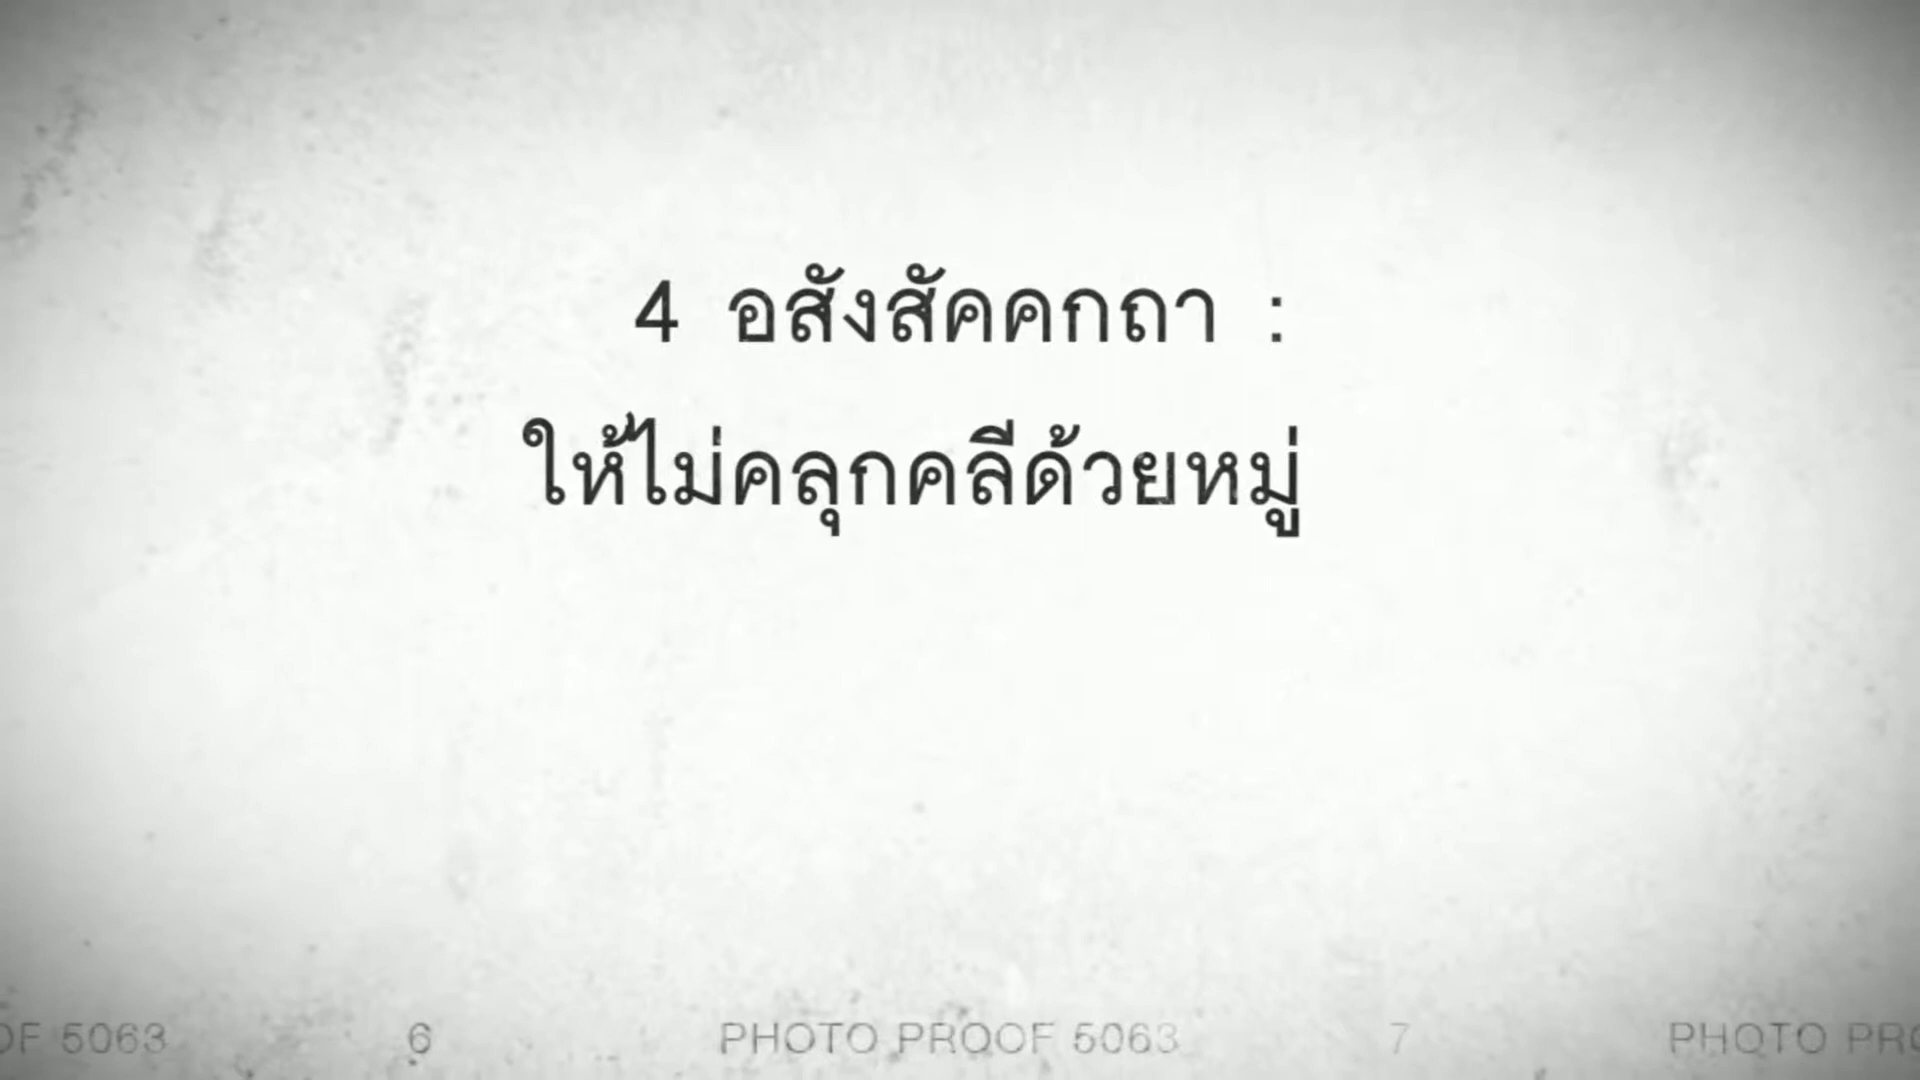 4 อสังสัคคกถา :
ให้ไม่คลุกคลีด้วยหมู่
OF 5063 6 PHOTO PROOF 5063 7 PHOTO